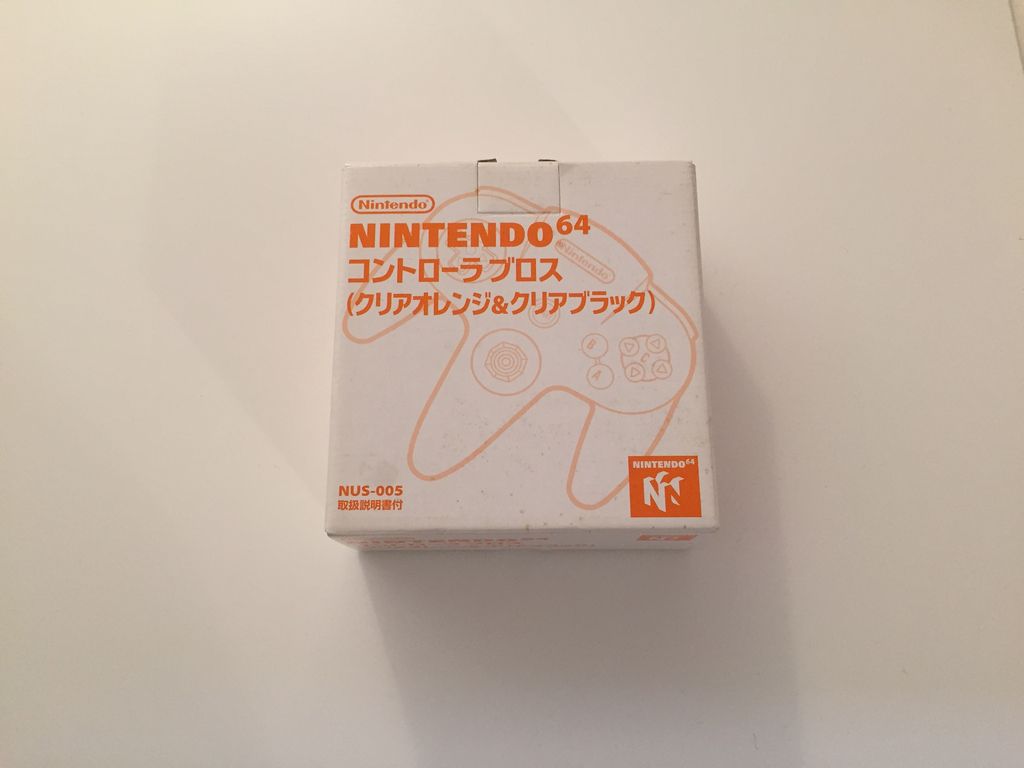 Nintendo
NINTENDO64
コントローラ ブロス
(クリアオレンジ&クリアブラック)
Nintendo
B
A
C
NUS-005
取扱説明書付
NINTENDO64